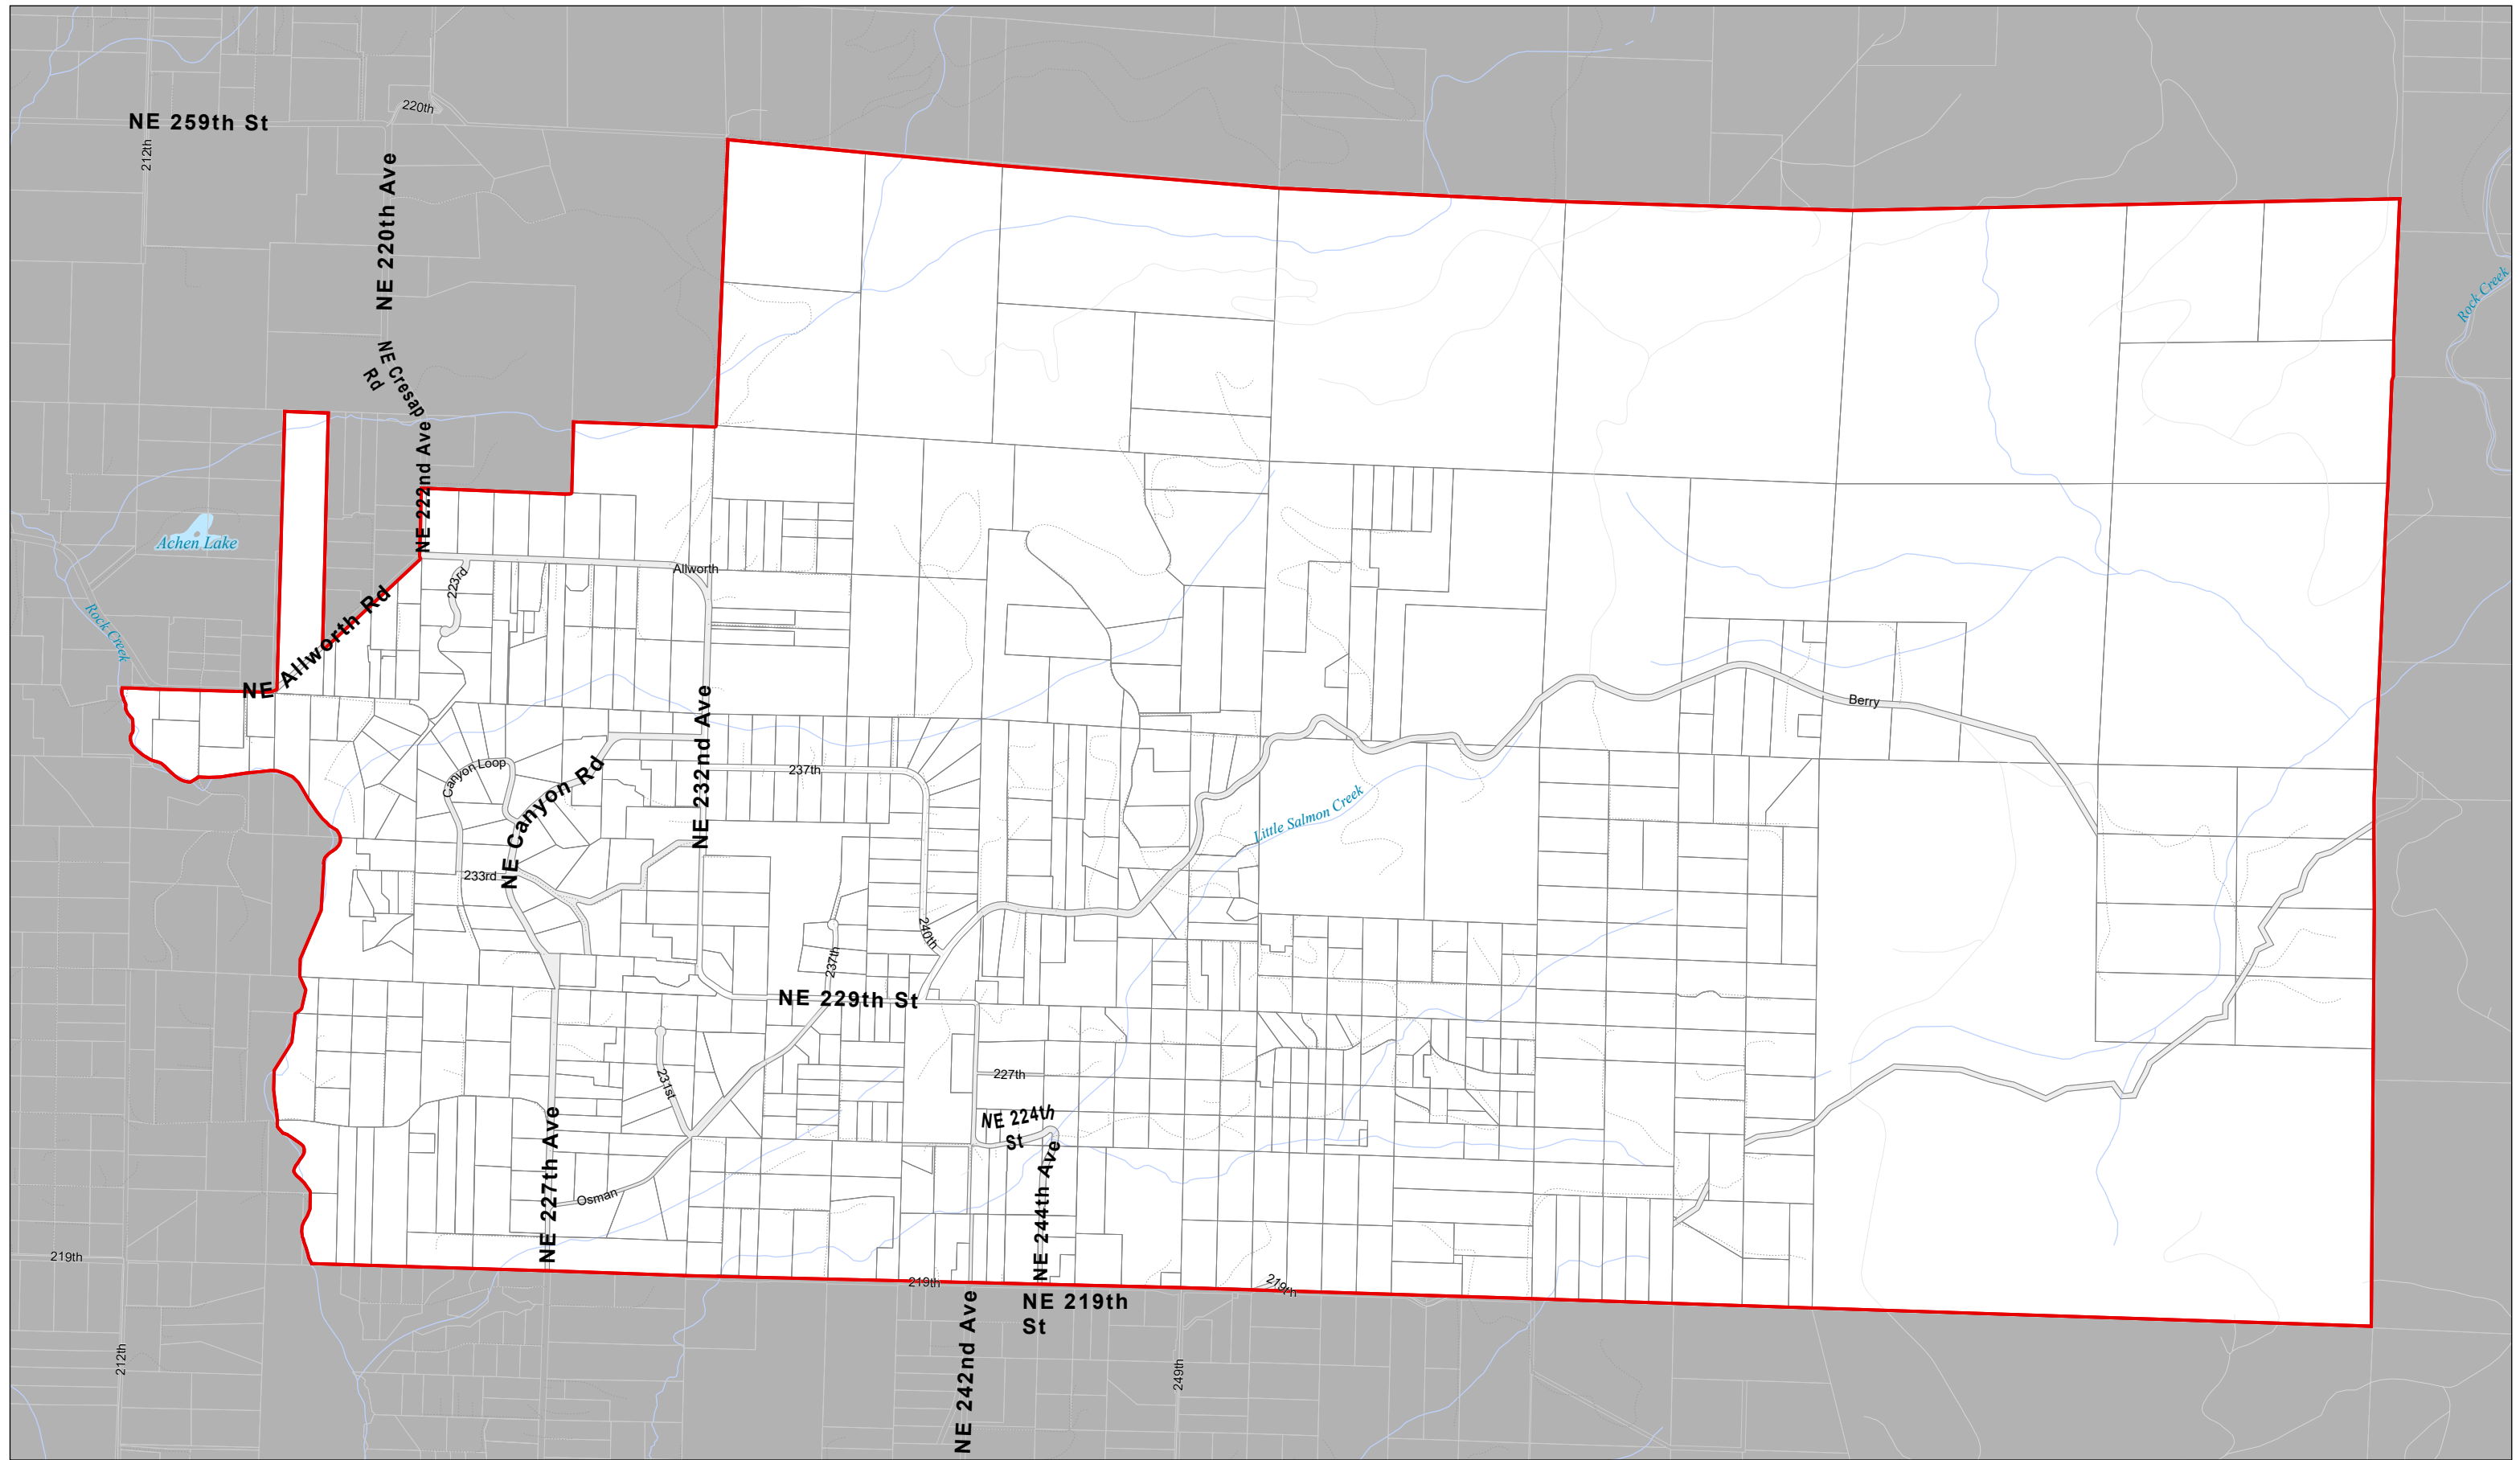 220th
NE 259th St
212th
NE 220th Ave
Rock Creek
NE Cresap
Rd
NE 222nd Ave
Achen Lake
Allworth
223rd
Rock Creek
NE Allworth Rd
Berry
NE 232nd Ave
Canyon Loop
237th
NE Canyon Rd
Little Salmon Creek
233rd
240th
237th
NE 229th St
227th
231st
NE 224th
St
NE 227th Ave
NE 244th Ave
Osman
219th
219th
219th
NE 219th
St
NE 242nd Ave
212th
249th